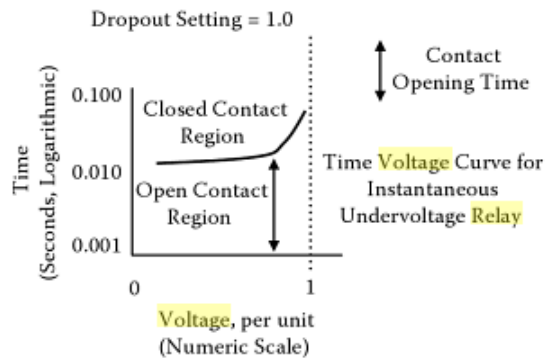 Dropout Setting = 1.0
Contact
Opening Time
0.100
Closed Contact
Region
Time
(Seconds, Logarithmic)
0.010
Open Contact
Region
Time Voltage Curve for
Instantaneous
Undervoltage Relay
0.001
0
1
Voltage, per unit
(Numeric Scale)